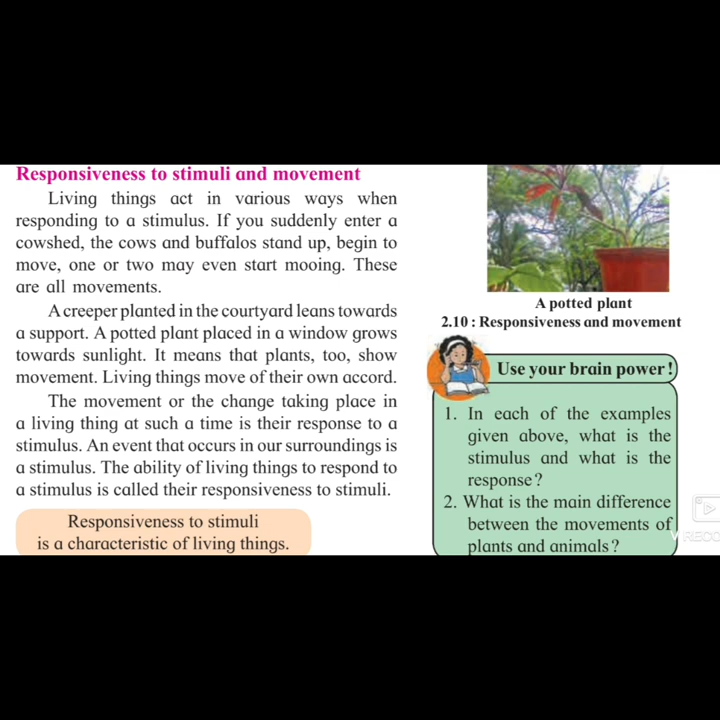 Responsiveness to stimuli and movement
Living things act in various ways when
responding to a stimulus. If you suddenly enter a
cowshed, the cows and buffalos stand up, begin to
move, one or two may even start mooing. These
are all movements.
A creeper planted in the courtyard leans towards
a support. A potted plant placed in a window grows
towards sunlight. It means that plants, too, show
movement. Living things move of their own accord.
The movement or the change taking place in
a living thing at such a time is their response to a
stimulus. An event that occurs in our surroundings is
a stimulus. The ability of living things to respond to
a stimulus is called their responsiveness to stimuli.
Responsiveness to stimuli
is a characteristic of living things.
A potted plant
2.10 : Responsiveness and movement
Use your brain power !
1. In each of the examples
given above, what is the
stimulus and what is the
response?
2. What is the main difference
between the movements of
plants and animals?